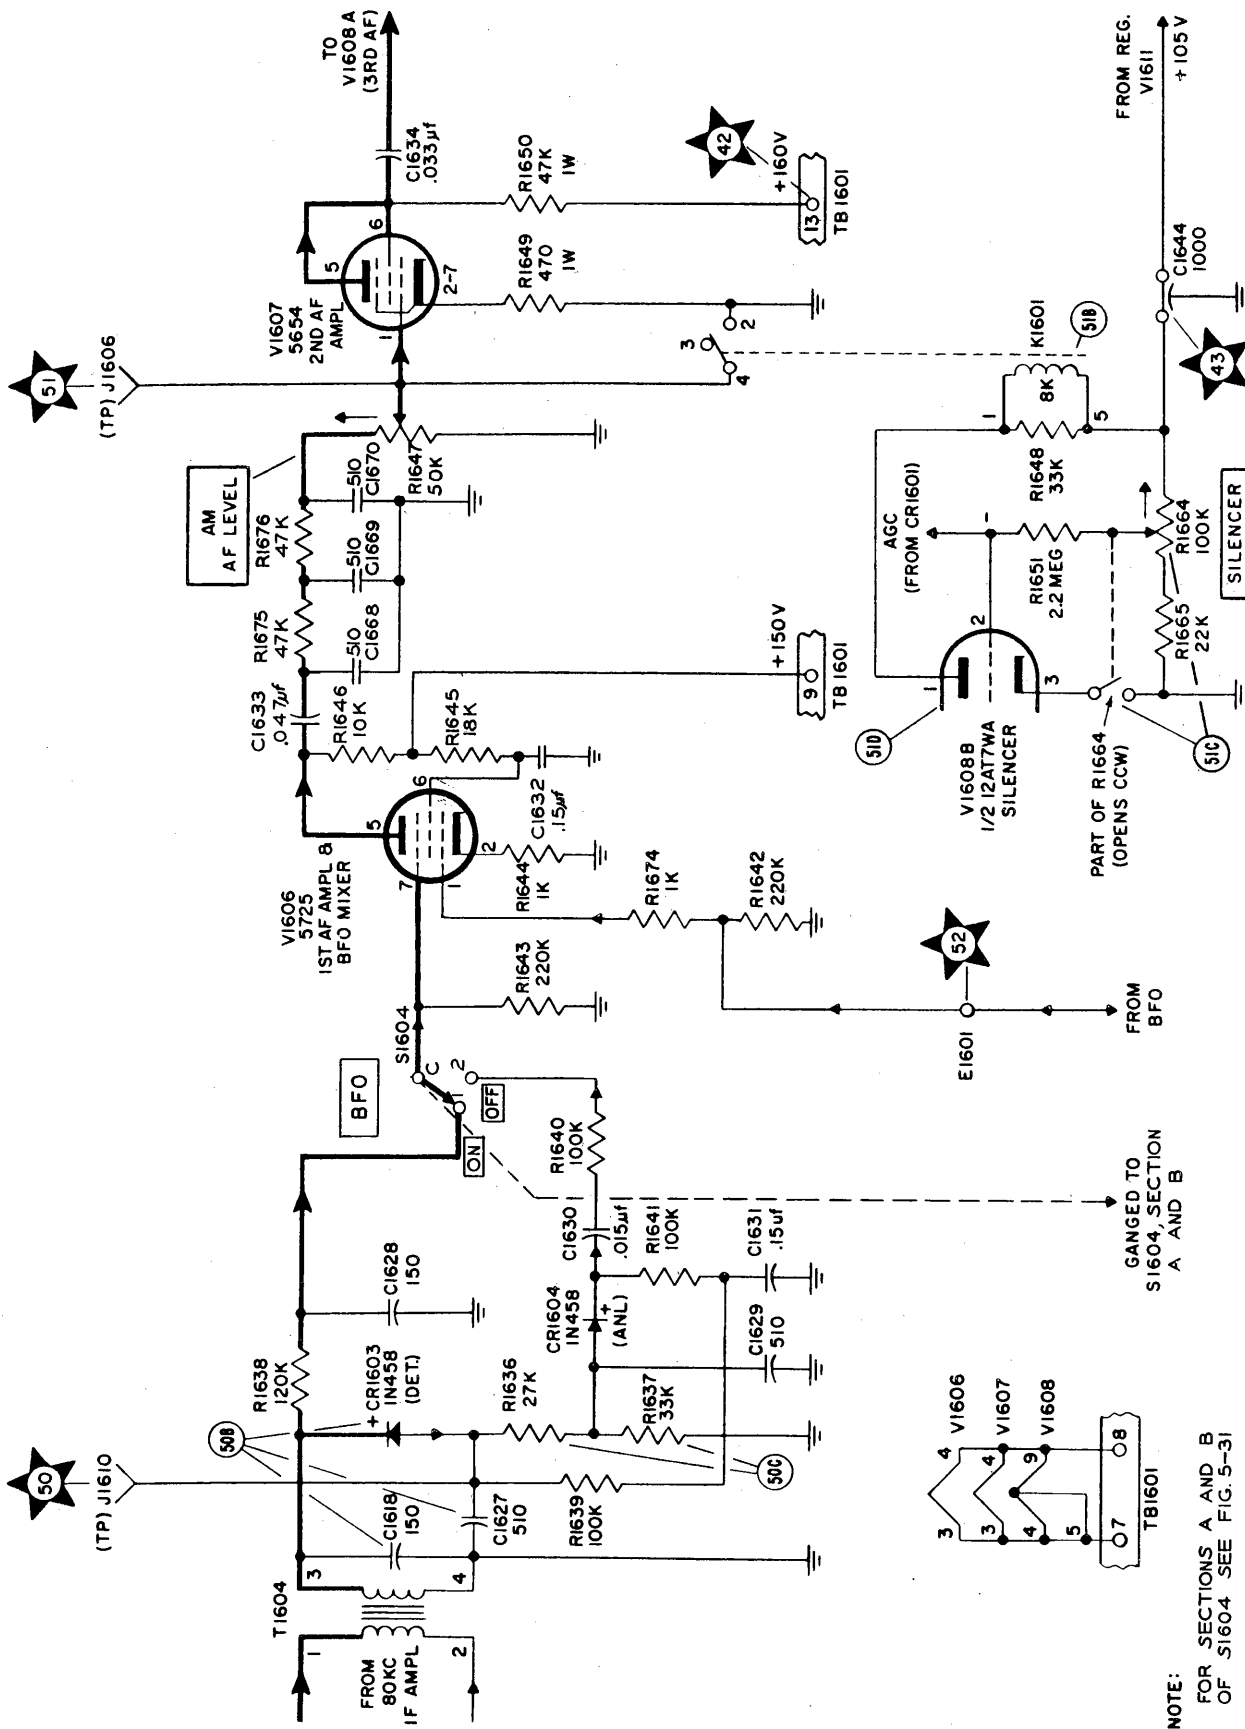 50
(TP) J1610
T1604
1
2
3
4
FROM
80KC
IF AMPL
C1618
150
50B
R1638
120K
+
CR1603
1N458
(DET.)
C1627
510
C1628
150
R1636
27K
R1637
33K
R1639
100K
50C
CR1604
1N458
+
(ANL)
C1629
510
C1630
.015μf
R1641
100K
C1631
.15uf
R1640
100K
BFO
S1604
C
1
2
ON
OFF
GANGED TO
S1604, SECTION
A AND B
V1606
5725
1ST AF AMPL &
BFO MIXER
7
5
6
1
2
R1643
220K
R1644
1K
C1632
.15μf
R1674
1K
R1642
220K
52
E1601
FROM
BFO
C1633
.047μf
R1646
10K
R1645
18K
+150V
9
TB1601
R1675
47K
R1676
47K
510
C1668
510
C1669
510
C1670
AM
AF LEVEL
R1647
50K
51
(TP) J1606
V1607
5654
2ND AF
AMPL
1
5
6
2-7
C1634
.033μf
TO
V1608A
(3RD AF)
R1649
470
1W
R1650
47K
1W
42
+160V
13
TB1601
3
4
2
K1601
51B
8K
1
5
R1648
33K
AGC
(FROM CR1601)
-
R1651
2.2 MEG
R1664
100K
R1665
22K
SILENCER
51D
V1608B
1/2 12AT7WA
SILENCER
1
2
3
PART OF R1664
(OPENS CCW)
51C
43
C1644
1000
FROM REG.
V1611
+105V
V1606
V1607
V1608
3
4
3
4
4
9
5
7
8
TB1601
NOTE:
FOR SECTIONS A AND B
OF S1604 SEE FIG. 5-31